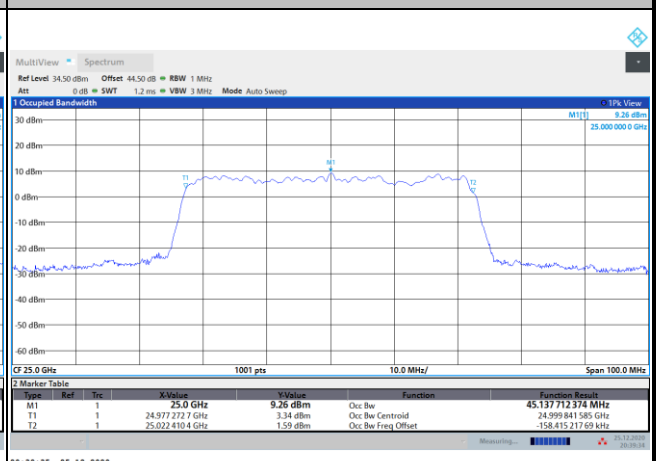 MultiView Spectrum
Ref Level 34.50 dBm Offset 44.50 dB RBW 1 MHz
Att 0 dB SWT 1.2 ms VBW 3 MHz Mode Auto Sweep
1 Occupied Bandwidth 1Pk View
M1[1] 9.26 dBm
25.000 000 0 GHz
30 dBm
20 dBm
M1
10 dBm
T1
T2
0 dBm
-10 dBm
-20 dBm
-30 dBm
-40 dBm
-50 dBm
-60 dBm
CF 25.0 GHz 1001 pts 10.0 MHz/ Span 100.0 MHz
2 Marker Table
Type Ref Trc X-Value Y-Value Function Function Result
M1 1 25.0 GHz 9.26 dBm Occ Bw 45.137 712 374 MHz
T1 1 24.977 272 7 GHz 3.34 dBm Occ Bw Centroid 24.999 841 585 GHz
T2 1 25.022 410 4 GHz 1.59 dBm Occ Bw Freq Offset -158.415 217 69 kHz
Measuring...